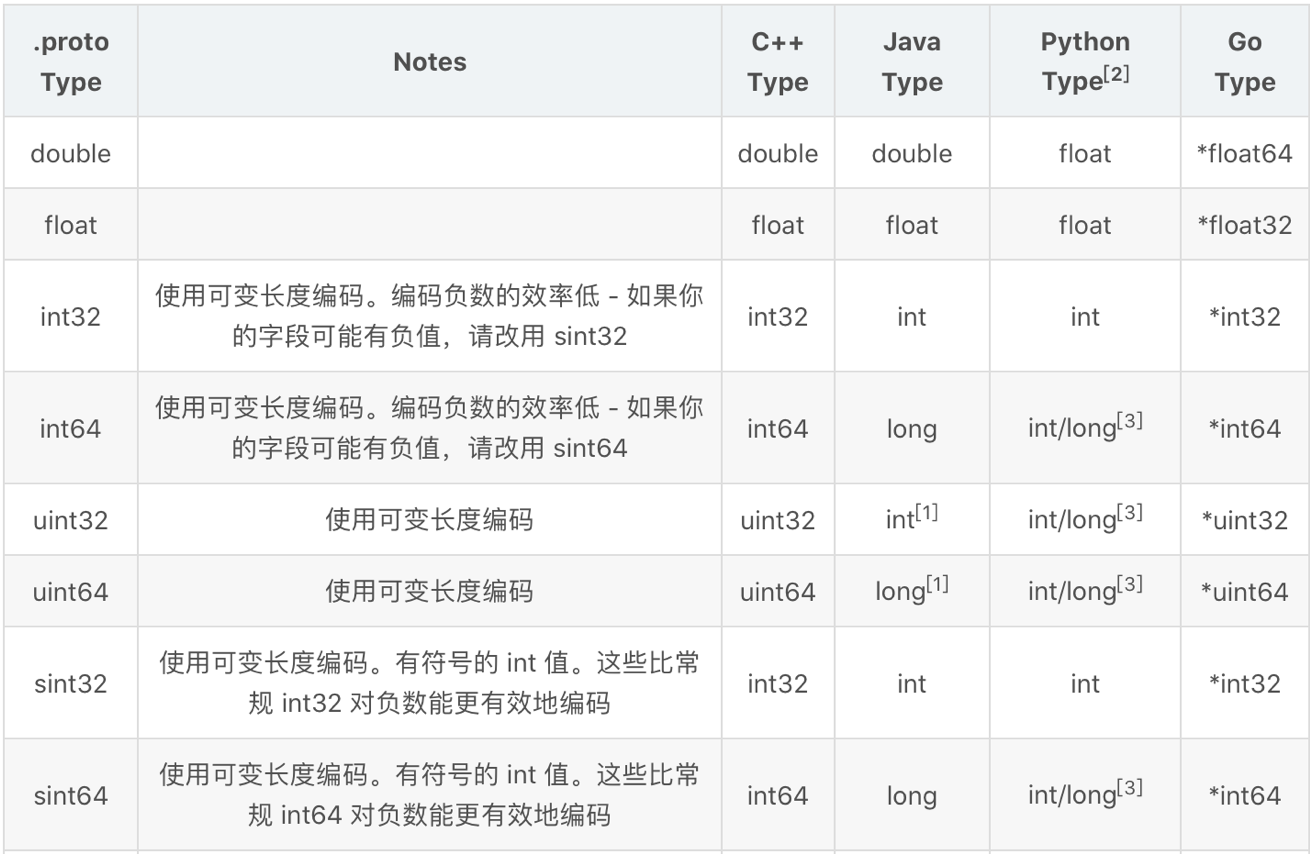 .proto Type Notes C++ Type Java Type Python Type[2] Go Type
double double double float *float64
float float float float *float32
int32 使用可变长度编码。编码负数的效率低 - 如果你的字段可能有负值，请改用 sint32 int32 int int *int32
int64 使用可变长度编码。编码负数的效率低 - 如果你的字段可能有负值，请改用 sint64 int64 long int/long[3] *int64
uint32 使用可变长度编码 uint32 int[1] int/long[3] *uint32
uint64 使用可变长度编码 uint64 long[1] int/long[3] *uint64
sint32 使用可变长度编码。有符号的 int 值。这些比常规 int32 对负数能更有效地编码 int32 int int *int32
sint64 使用可变长度编码。有符号的 int 值。这些比常规 int64 对负数能更有效地编码 int64 long int/long[3] *int64